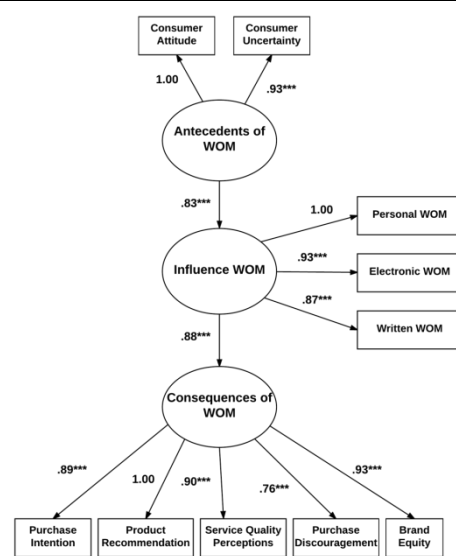 Consumer
Attitude
Consumer
Uncertainty
1.00
.93***
Antecedents of
WOM
.83***
Influence WOM
1.00
Personal WOM
.93***
Electronic WOM
.87***
Written WOM
.88***
Consequences of
WOM
.89***
1.00
.90***
.76***
.93***
Purchase
Intention
Product
Recommendation
Service Quality
Perceptions
Purchase
Discouragement
Brand
Equity